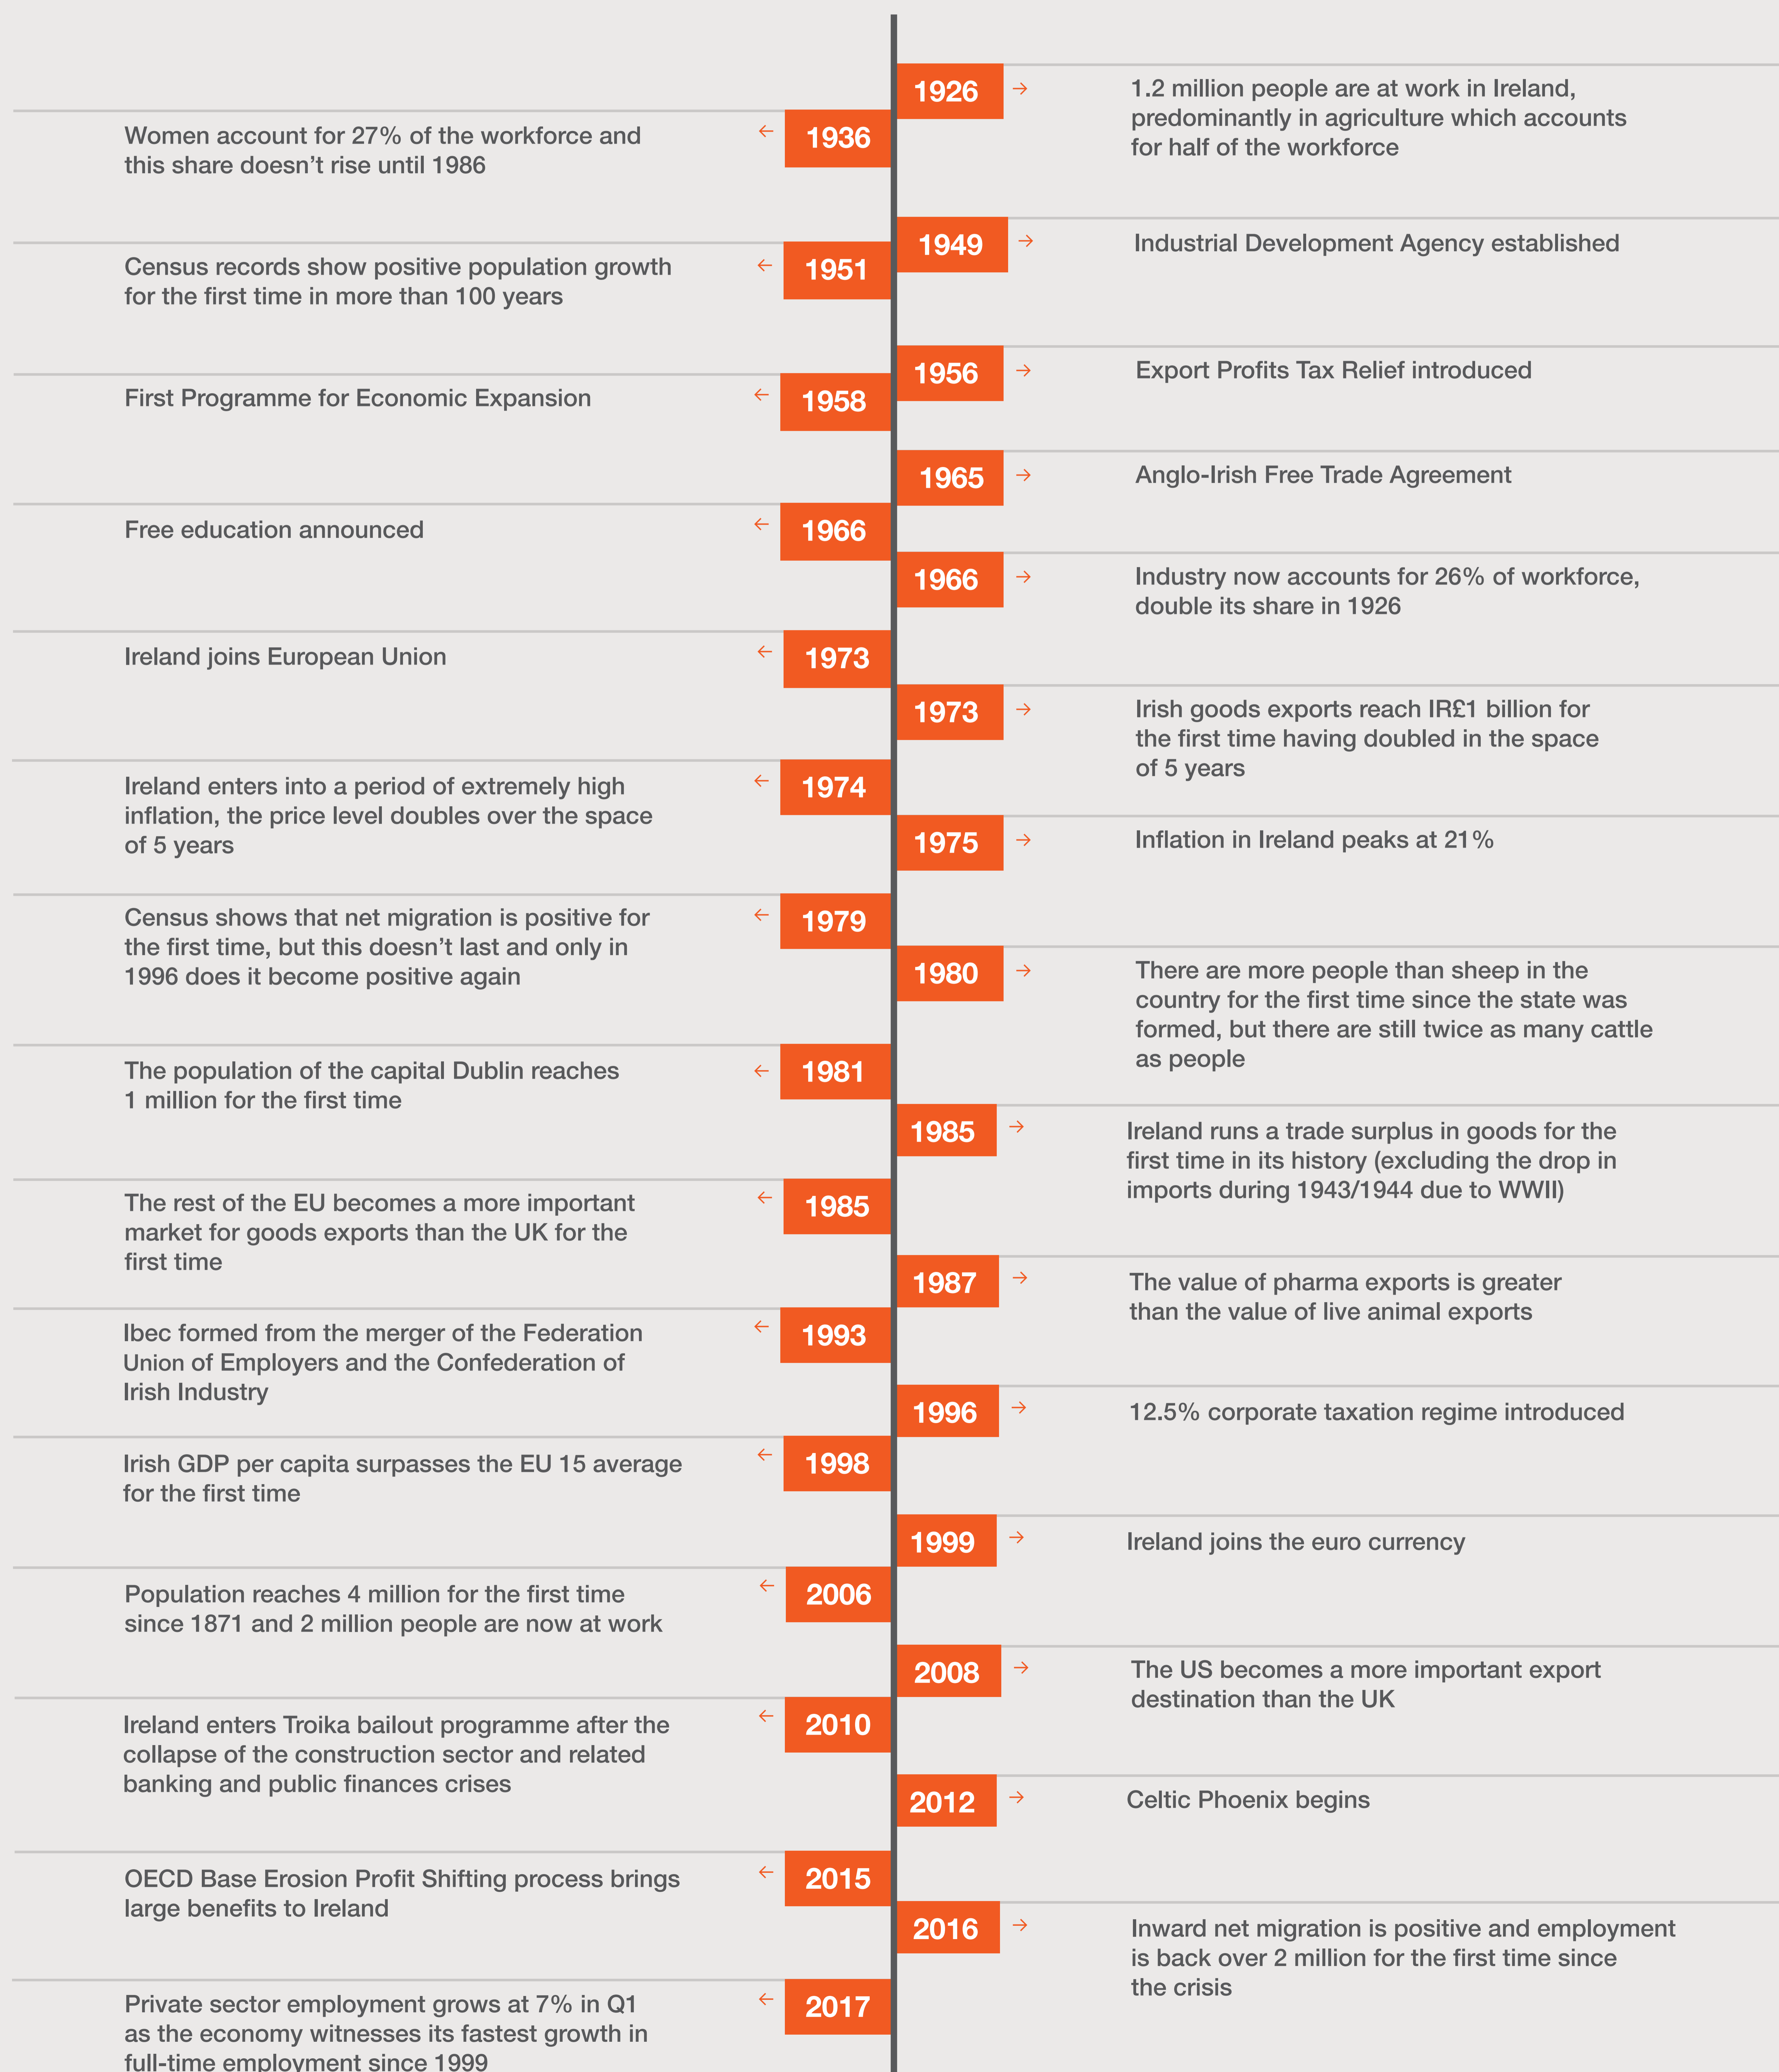 1926
1.2 million people are at work in Ireland,
predominantly in agriculture which accounts
for half of the workforce
1936
Women account for 27% of the workforce and
this share doesn’t rise until 1986
1949
Industrial Development Agency established
1951
Census records show positive population growth
for the first time in more than 100 years
1956
Export Profits Tax Relief introduced
1958
First Programme for Economic Expansion
1965
Anglo-Irish Free Trade Agreement
1966
Free education announced
1966
Industry now accounts for 26% of workforce,
double its share in 1926
1973
Ireland joins European Union
1973
Irish goods exports reach IR£1 billion for
the first time having doubled in the space
of 5 years
1974
Ireland enters into a period of extremely high
inflation, the price level doubles over the space
of 5 years
1975
Inflation in Ireland peaks at 21%
1979
Census shows that net migration is positive for
the first time, but this doesn’t last and only in
1996 does it become positive again
1980
There are more people than sheep in the
country for the first time since the state was
formed, but there are still twice as many cattle
as people
1981
The population of the capital Dublin reaches
1 million for the first time
1985
Ireland runs a trade surplus in goods for the
first time in its history (excluding the drop in
imports during 1943/1944 due to WWII)
1985
The rest of the EU becomes a more important
market for goods exports than the UK for the
first time
1987
The value of pharma exports is greater
than the value of live animal exports
1993
Ibec formed from the merger of the Federation
Union of Employers and the Confederation of
Irish Industry
1996
12.5% corporate taxation regime introduced
1998
Irish GDP per capita surpasses the EU 15 average
for the first time
1999
Ireland joins the euro currency
2006
Population reaches 4 million for the first time
since 1871 and 2 million people are now at work
2008
The US becomes a more important export
destination than the UK
2010
Ireland enters Troika bailout programme after the
collapse of the construction sector and related
banking and public finances crises
2012
Celtic Phoenix begins
2015
OECD Base Erosion Profit Shifting process brings
large benefits to Ireland
2016
Inward net migration is positive and employment
is back over 2 million for the first time since
the crisis
2017
Private sector employment grows at 7% in Q1
as the economy witnesses its fastest growth in
full-time employment since 1999